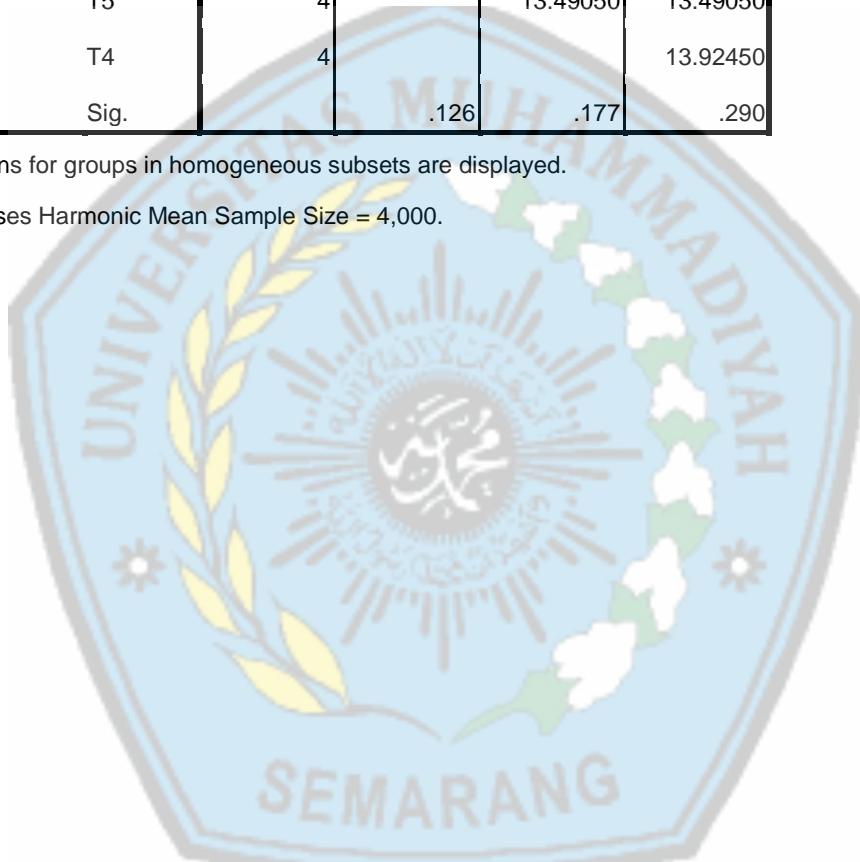 T5 4 13.49050 13.49050
T4 4 13.92450
Sig. .126 .177 .290
ns for groups in homogeneous subsets are displayed.
ses Harmonic Mean Sample Size = 4,000.
UNIVERSITAS MUHAMMADIYAH
SEMARANG